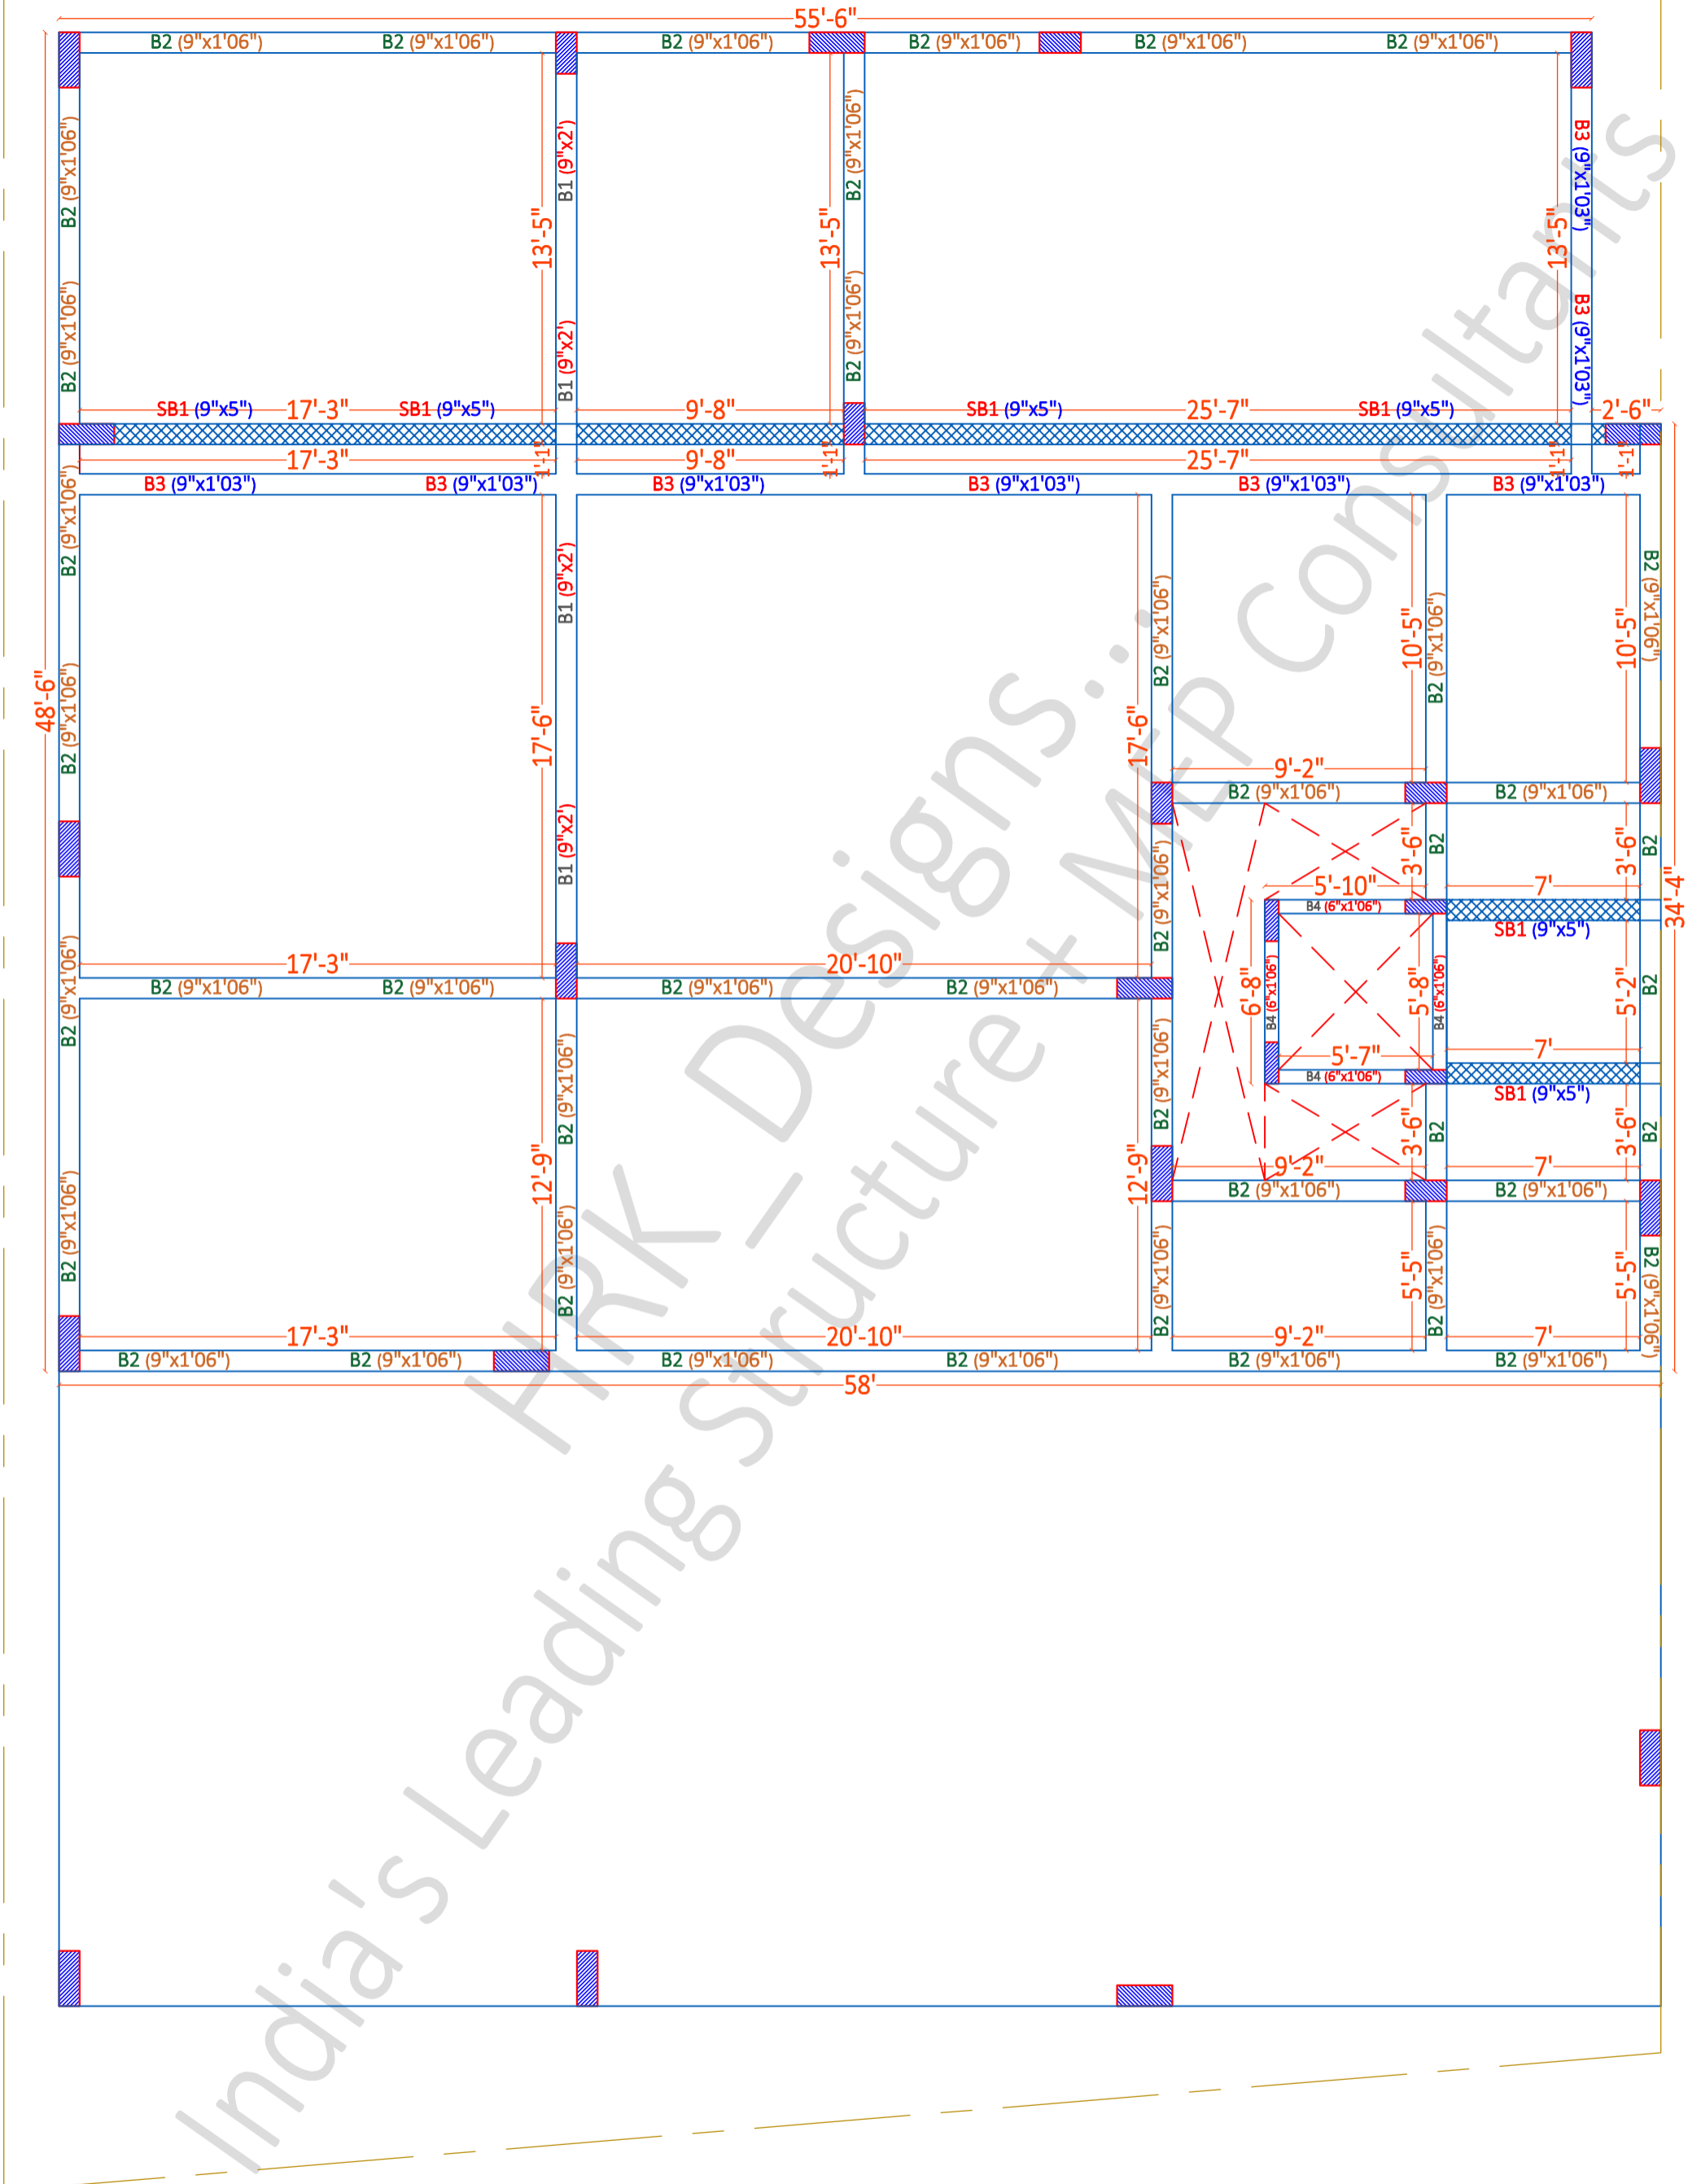 55'-6"
B2 (9"x1'06")
B2 (9"x1'06")
B2 (9"x1'06")
B2 (9"x1'06")
B2 (9"x1'06")
B2 (9"x1'06")
B2 (9"x1'06")
B2 (9"x1'06")
13'-5"
B1 (9"x2')
B1 (9"x2')
13'-5"
B2 (9"x1'06")
B2 (9"x1'06")
13'-5"
B3 (9"x1'03")
B3 (9"x1'03")
SB1 (9"x5")
17'-3"
SB1 (9"x5")
9'-8"
SB1 (9"x5")
25'-7"
SB1 (9"x5")
2'-6"
17'-3"
1'-1"
9'-8"
1'-1"
25'-7"
1'-1"
1'-1"
B3 (9"x1'03")
B3 (9"x1'03")
B3 (9"x1'03")
B3 (9"x1'03")
B3 (9"x1'03")
B3 (9"x1'03")
48'-6"
B2 (9"x1'06")
B2 (9"x1'06")
17'-6"
B1 (9"x2')
B1 (9"x2')
17'-6"
B2 (9"x1'06")
10'-5"
B2 (9"x1'06")
10'-5"
B2 (9"x1'06")
9'-2"
B2 (9"x1'06")
B2 (9"x1'06")
B2 (9"x1'06")
3'-6"
B2
3'-6"
B2
34'-4"
5'-10"
7'
B4 (6"x1'06")
SB1 (9"x5")
6'-8"
B4 (6"x1'06")
5'-8"
B4 (6"x1'06")
5'-2"
B2
5'-7"
7'
B4 (6"x1'06")
SB1 (9"x5")
17'-3"
20'-10"
B2 (9"x1'06")
B2 (9"x1'06")
B2 (9"x1'06")
B2 (9"x1'06")
B2 (9"x1'06")
B2 (9"x1'06")
12'-9"
B2 (9"x1'06")
B2 (9"x1'06")
12'-9"
B2 (9"x1'06")
3'-6"
B2
3'-6"
B2
9'-2"
7'
B2 (9"x1'06")
B2 (9"x1'06")
B2 (9"x1'06")
5'-5"
B2 (9"x1'06")
5'-5"
B2 (9"x1'06")
17'-3"
20'-10"
9'-2"
7'
B2 (9"x1'06")
B2 (9"x1'06")
B2 (9"x1'06")
B2 (9"x1'06")
B2 (9"x1'06")
B2 (9"x1'06")
58'
HRK_Designs...
India's Leading Structure + MEP Consultants